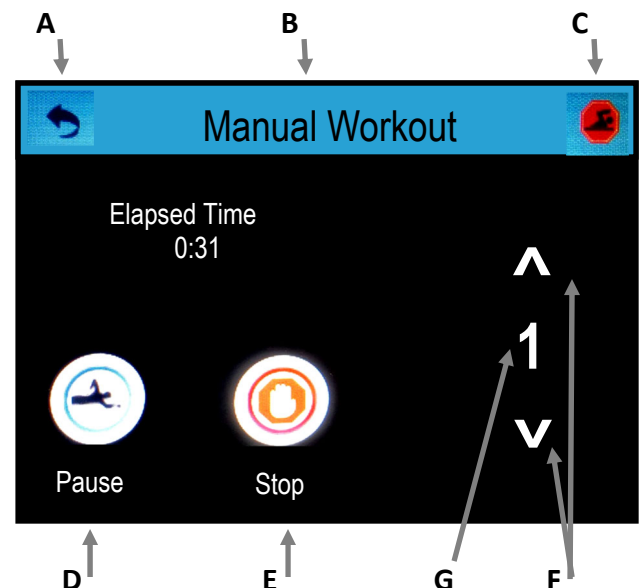 A B C
Manual Workout
Elapsed Time
0:31
^
1
v
Pause Stop
D E G F